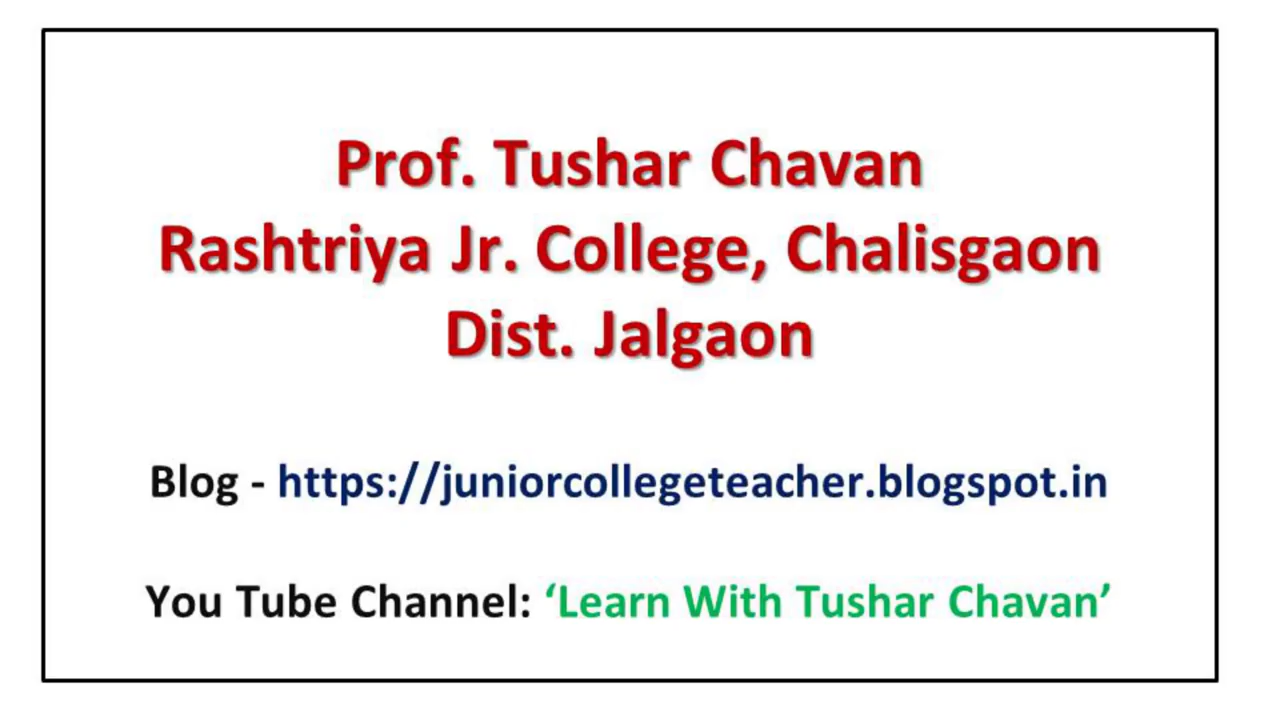 Prof. Tushar Chavan
Rashtriya Jr. College, Chalisgaon
Dist. Jalgaon
Blog - https://juniorcollegeteacher.blogspot.in
You Tube Channel: ‘Learn With Tushar Chavan’